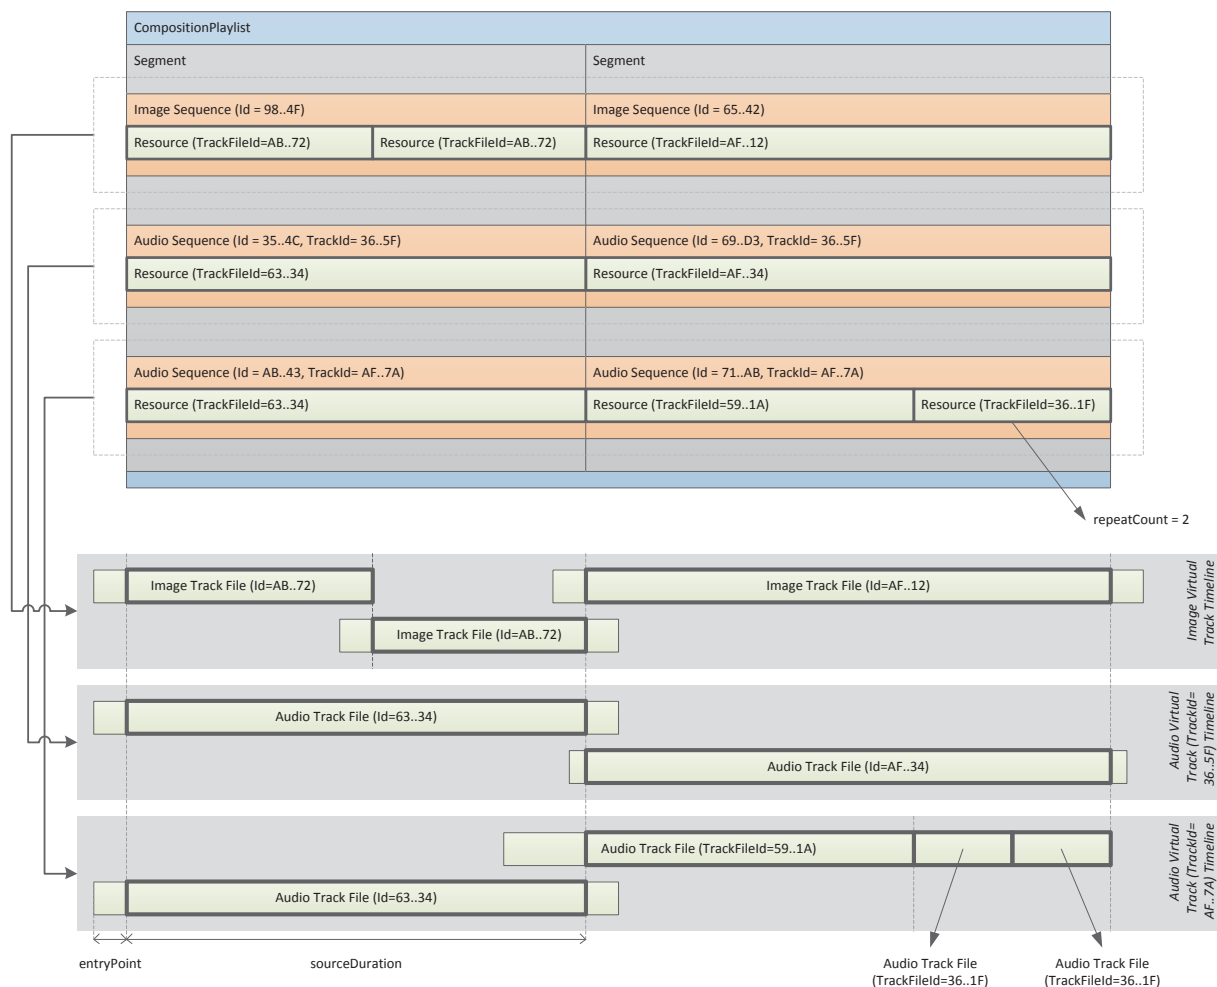 CompositionPlaylist
Segment
Segment
Image Sequence (Id = 98..4F)
Image Sequence (Id = 65..42)
Resource (TrackFileId=AB..72)
Resource (TrackFileId=AB..72)
Resource (TrackFileId=AF..12)
Audio Sequence (Id = 35..4C, TrackId= 36..5F)
Audio Sequence (Id = 69..D3, TrackId= 36..5F)
Resource (TrackFileId=63..34)
Resource (TrackFileId=AF..34)
Audio Sequence (Id = AB..43, TrackId= AF..7A)
Audio Sequence (Id = 71..AB, TrackId= AF..7A)
Resource (TrackFileId=63..34)
Resource (TrackFileId=59..1A)
Resource (TrackFileId=36..1F)
repeatCount = 2
Image Track File (Id=AB..72)
Image Track File (Id=AF..12)
Image Track File (Id=AB..72)
Image Virtual
Track Timeline
Audio Track File (Id=63..34)
Audio Track File (Id=AF..34)
Audio Virtual
Track (TrackId=
36..5F) Timeline
Audio Track File (TrackFileId=59..1A)
Audio Track File (Id=63..34)
Audio Virtual
Track (TrackId=
AF..7A) Timeline
entryPoint
sourceDuration
Audio Track File
(TrackFileId=36..1F)
Audio Track File
(TrackFileId=36..1F)